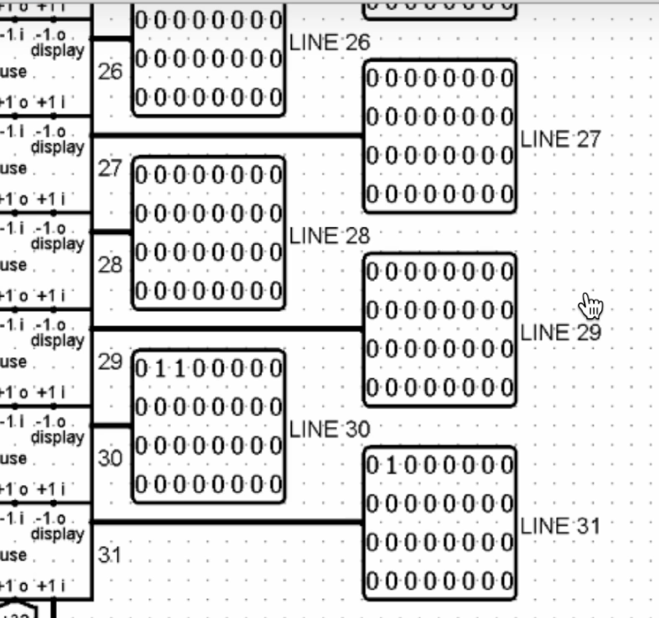 +1 o +1 i
-1 i -1 o
display
use
26
0 0 0 0 0 0 0 0
0 0 0 0 0 0 0 0
0 0 0 0 0 0 0 0
LINE 26
+1 o +1 i
-1 i -1 o
display
use
27
0 0 0 0 0 0 0 0
0 0 0 0 0 0 0 0
0 0 0 0 0 0 0 0
0 0 0 0 0 0 0 0
0 0 0 0 0 0 0 0
LINE 27
+1 o +1 i
-1 i -1 o
display
use
28
0 0 0 0 0 0 0 0
0 0 0 0 0 0 0 0
0 0 0 0 0 0 0 0
0 0 0 0 0 0 0 0
LINE 28
+1 o +1 i
-1 i -1 o
display
use
29
0 0 0 0 0 0 0 0
0 0 0 0 0 0 0 0
0 0 0 0 0 0 0 0
0 0 0 0 0 0 0 0
LINE 29
+1 o +1 i
-1 i -1 o
display
use
30
0 1 1 0 0 0 0 0
0 0 0 0 0 0 0 0
0 0 0 0 0 0 0 0
0 0 0 0 0 0 0 0
LINE 30
+1 o +1 i
-1 i -1 o
display
use
31
0 1 0 0 0 0 0 0
0 0 0 0 0 0 0 0
0 0 0 0 0 0 0 0
0 0 0 0 0 0 0 0
LINE 31
+1 o +1 i